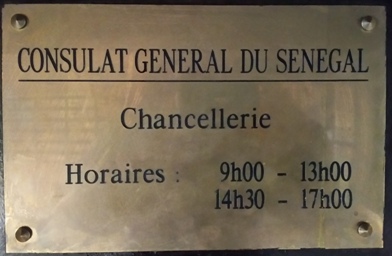 CONSULAT GENERAL DU SENEGAL
Chancellerie
Horaires : 9h00 - 13h00
14h30 - 17h00